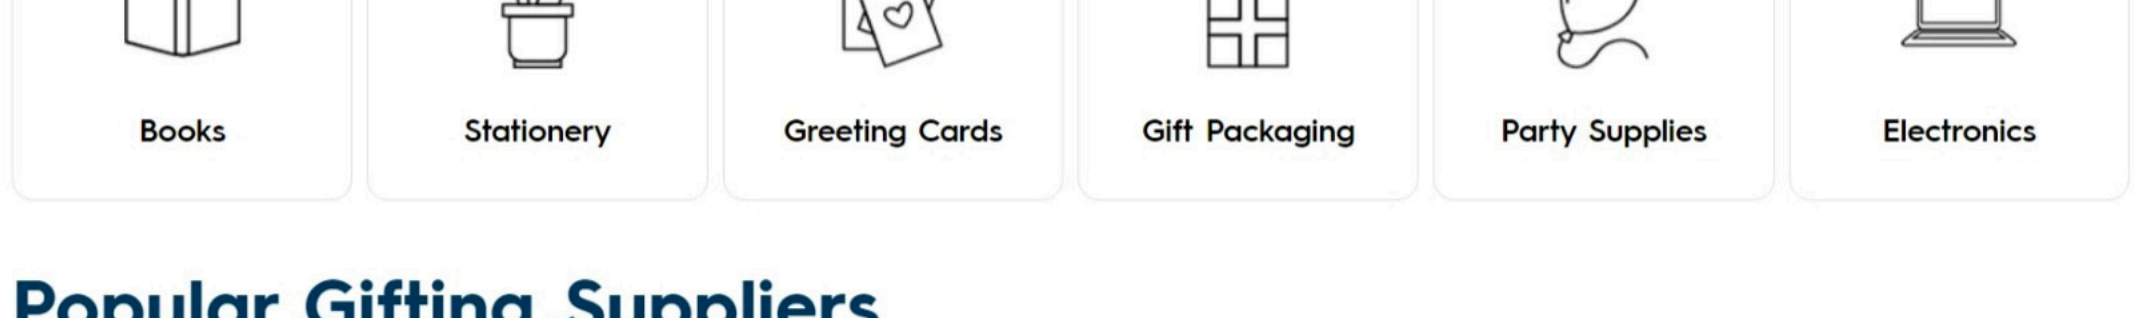 Books
Stationery
Greeting Cards
Gift Packaging
Party Supplies
Electronics
Popular Gifting Suppliers